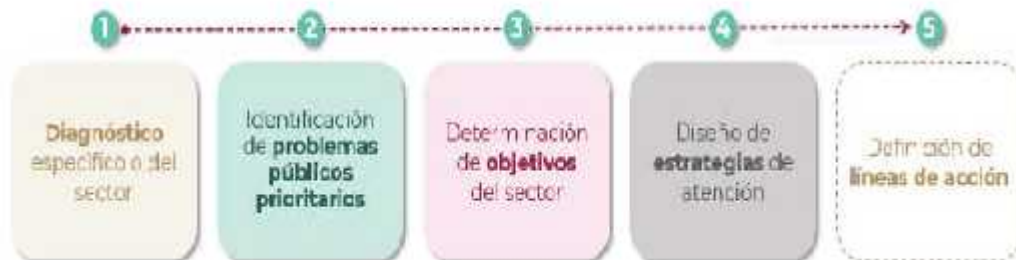 1
2
3
4
5
Diagnóstico
específico o del
sector
Identificación
de problemas
públicos
prioritarios
Determinación
de objetivos
del sector
Diseño de
estrategias de
atención
Definición de
líneas de acción